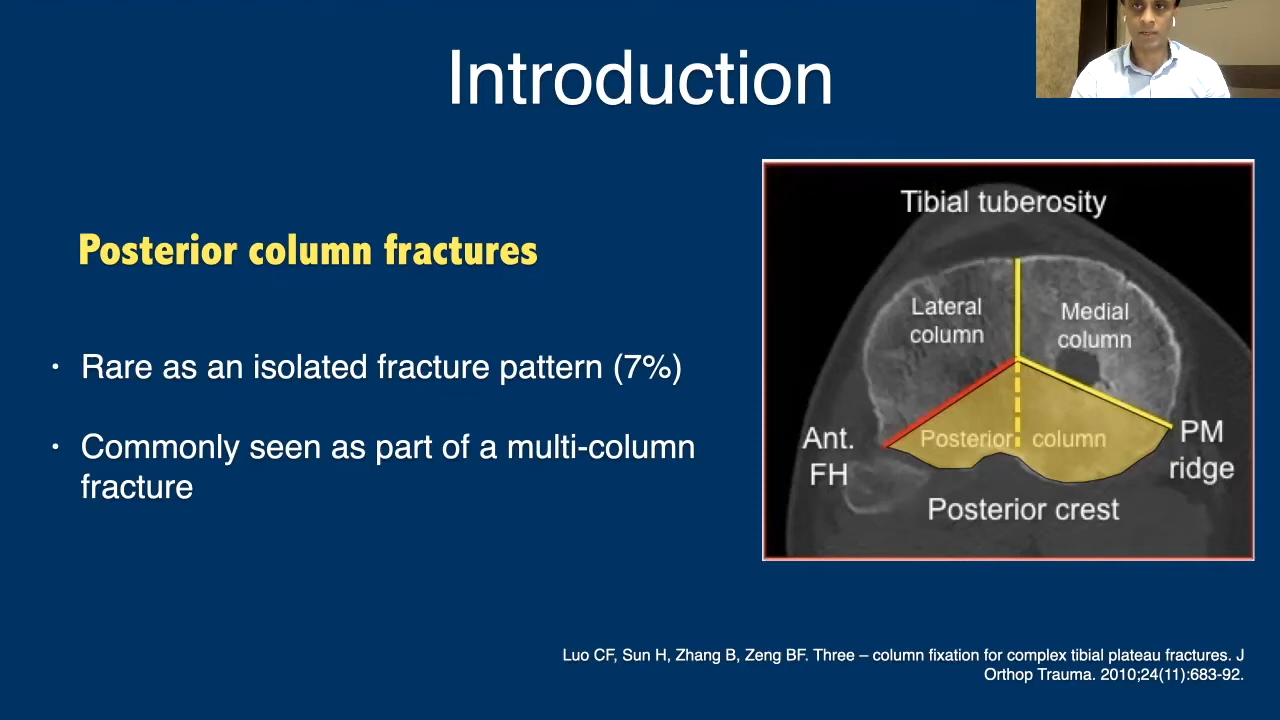 Introduction
Posterior column fractures
• Rare as an isolated fracture pattern (7%)
• Commonly seen as part of a multi-column
fracture
Tibial tuberosity
Lateral
column
Medial
column
Ant.
FH
Posterior column
PM
ridge
Posterior crest
Luo CF, Sun H, Zhang B, Zeng BF. Three – column fixation for complex tibial plateau fractures. J
Orthop Trauma. 2010;24(11):683-92.